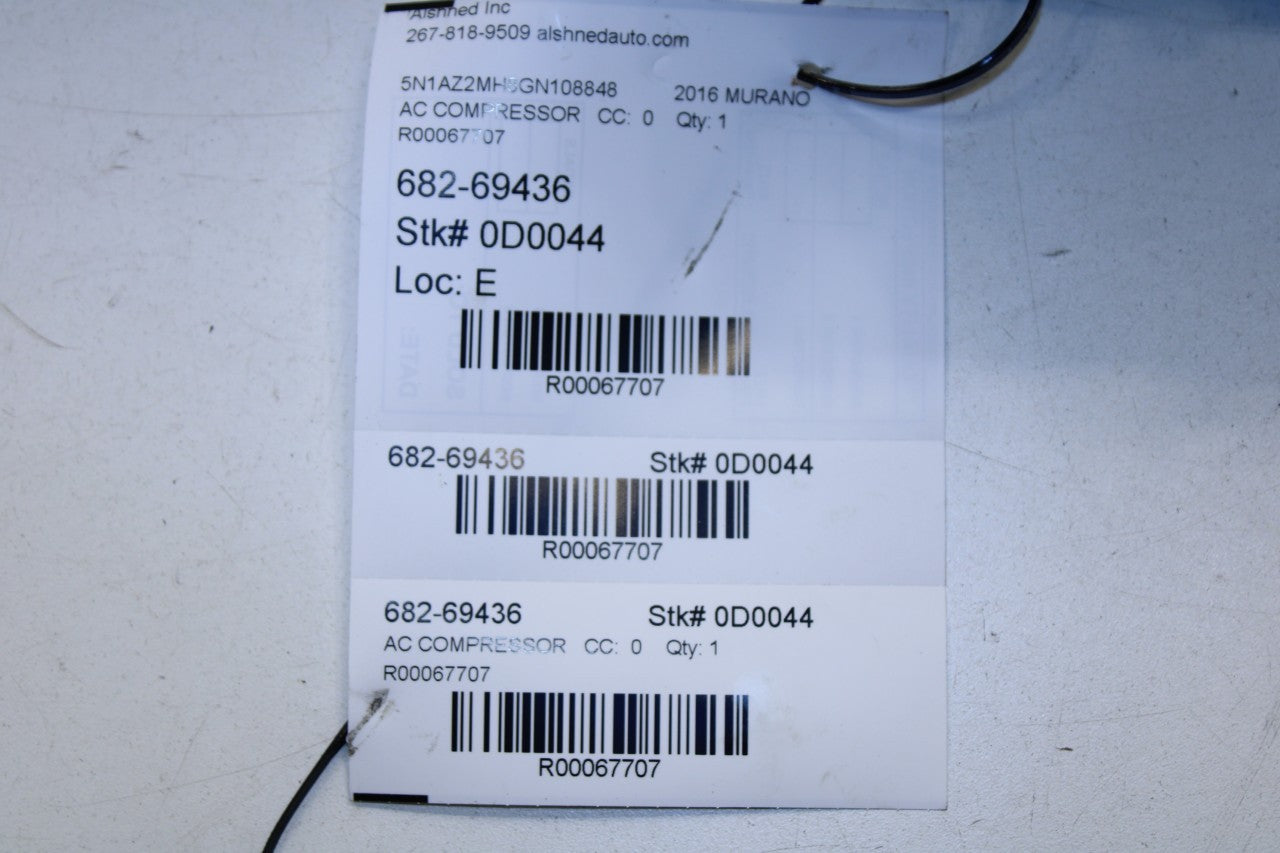 Alshned Inc
267-818-9509 alshnedauto.com
5N1AZ2MH5GN108848 2016 MURANO
AC COMPRESSOR CC: 0 Qty: 1
R00067707
682-69436
Stk# 0D0044
Loc: E
R00067707
682-69436 Stk# 0D0044
R00067707
682-69436 Stk# 0D0044
AC COMPRESSOR CC: 0 Qty: 1
R00067707
R00067707